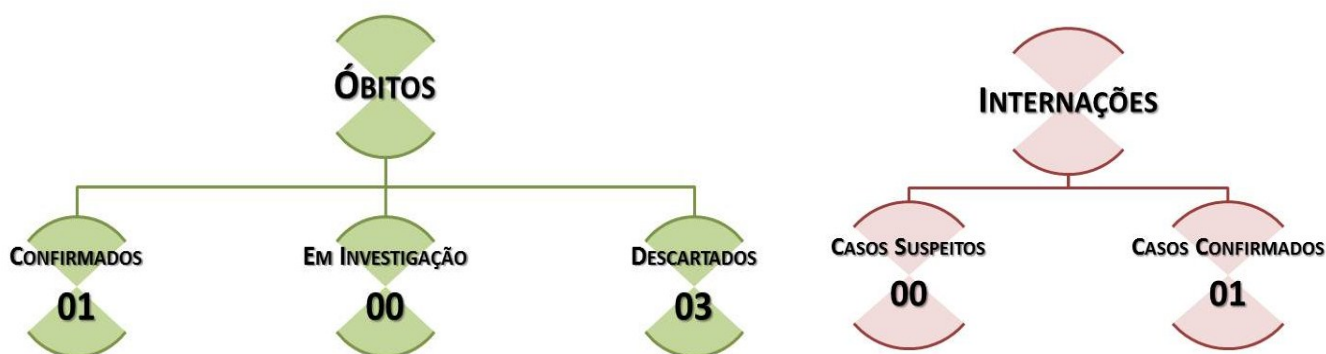 ÓBITOS
CONFIRMADOS
01
EM INVESTIGAÇÃO
00
DESCARTADOS
03
INTERNAÇÕES
CASOS SUSPEITOS
00
CASOS CONFIRMADOS
01